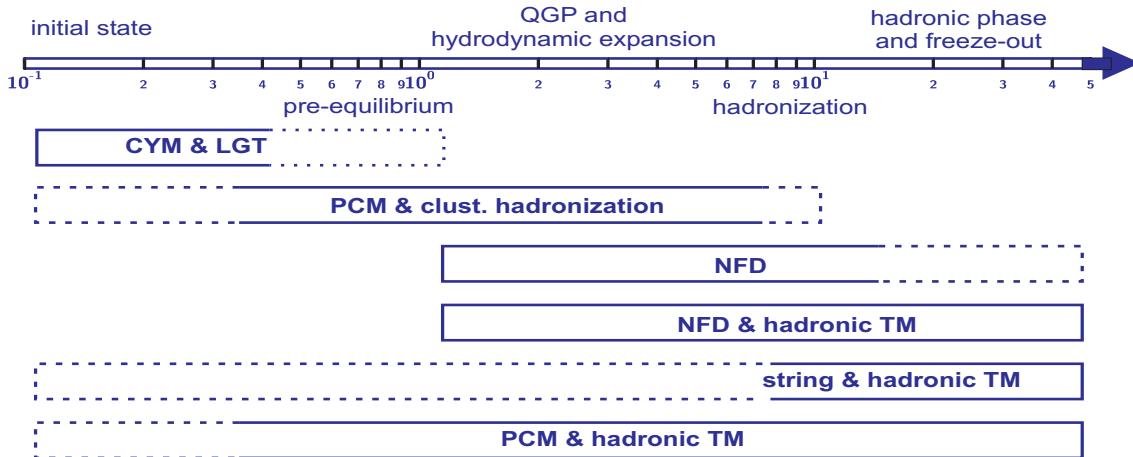 initial state
QGP and
hydrodynamic expansion
hadronic phase
and freeze-out
10-1 2 3 4 5 6 7 8 9 100 2 3 4 5 6 7 8 9 101 2 3 4 5
pre-equilibrium
hadronization
CYM & LGT
PCM & clust. hadronization
NFD
NFD & hadronic TM
string & hadronic TM
PCM & hadronic TM